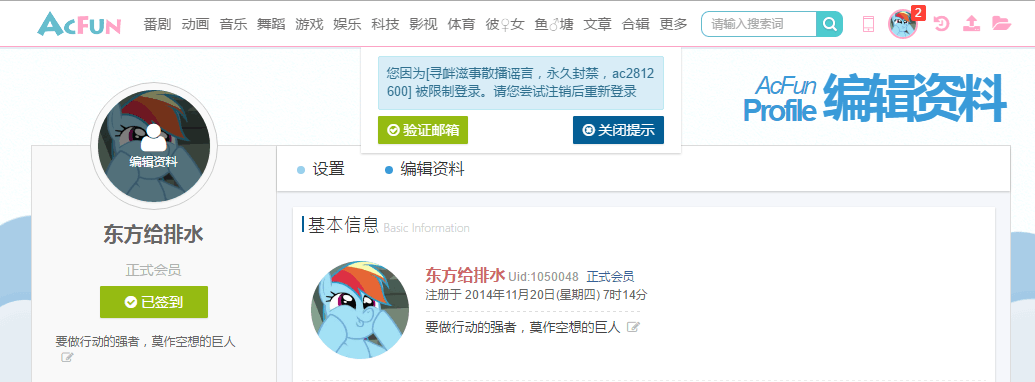 AcFun 番剧 动画 音乐 舞蹈 游戏 娱乐 科技 影视 体育 彼♀女 鱼♂塘 文章 合辑 更多 请输入搜索词 2
您因为[寻衅滋事散播谣言，永久封禁，ac2812
600] 被限制登录。请您尝试注销后重新登录
验证邮箱 关闭提示
AcFun
Profile 编辑资料
编辑资料
东方给排水
正式会员
已签到
要做行动的强者，莫作空想的巨人
设置 编辑资料
基本信息 Basic Information
东方给排水 Uid:1050048 正式会员
注册于 2014年11月20日(星期四) 7时14分
要做行动的强者，莫作空想的巨人